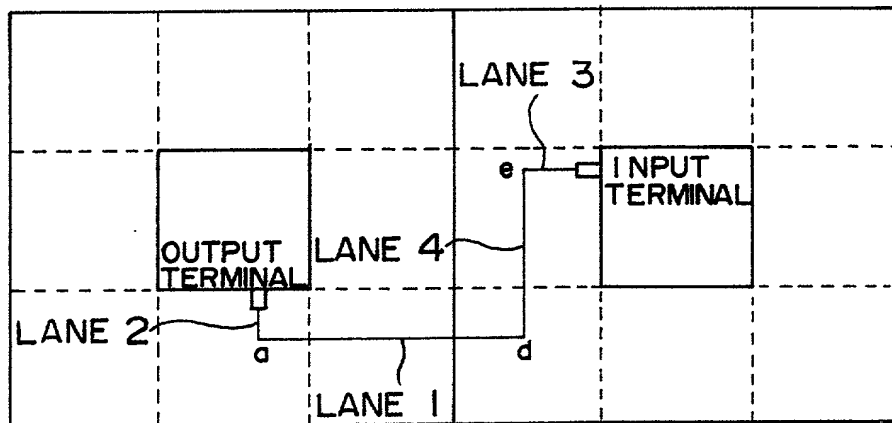 LANE 3
e
INPUT
TERMINAL
OUTPUT
TERMINAL
LANE 4
LANE 2
a
d
LANE 1